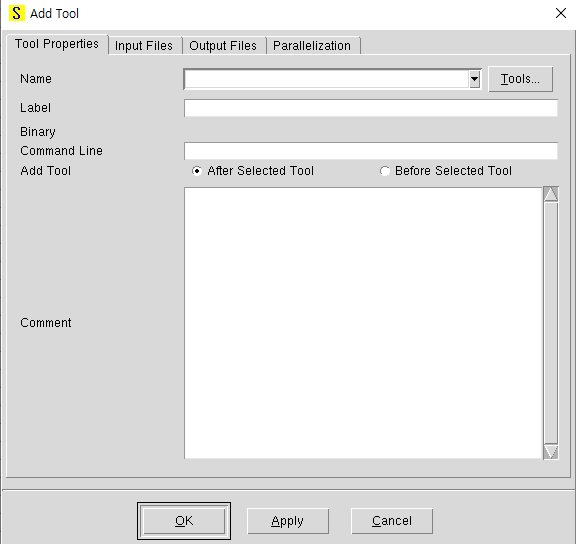 S Add Tool
Tool Properties Input Files Output Files Parallelization
Name Tools...
Label
Binary
Command Line
Add Tool After Selected Tool Before Selected Tool
Comment
OK Apply Cancel